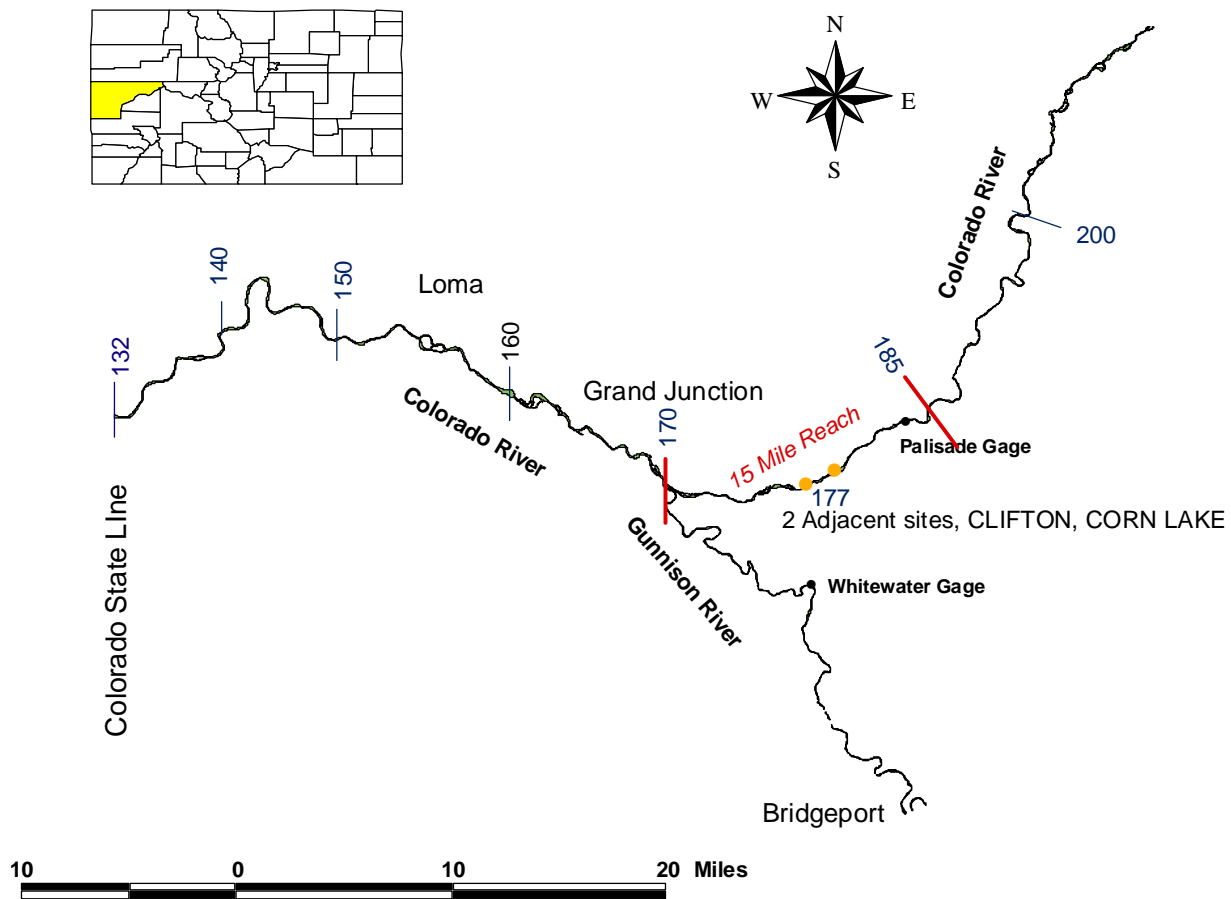 N
W
E
S
Colorado River
200
140
150
Loma
132
160
185
Grand Junction
170
Colorado River
15 Mile Reach
Palisade Gage
177
2 Adjacent sites, CLIFTON, CORN LAKE
Gunnison River
Whitewater Gage
Colorado State LIne
Bridgeport
10 0 10 20 Miles